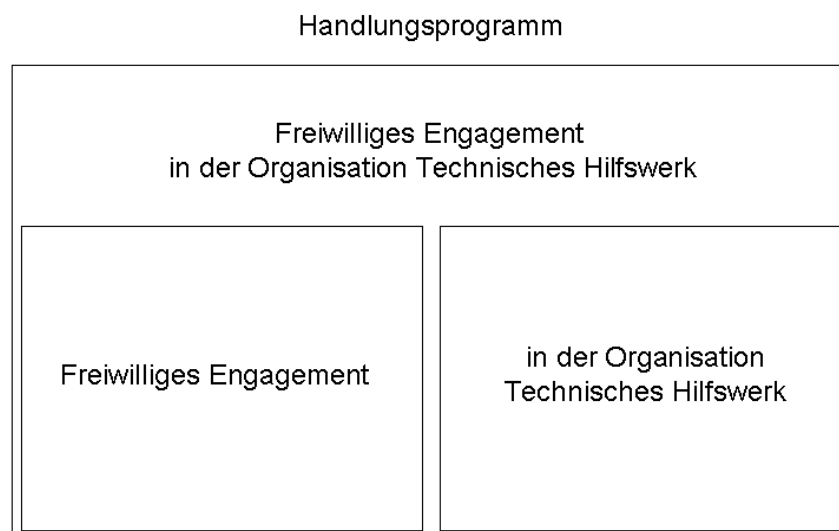 Handlungsprogramm
Freiwilliges Engagement
in der Organisation Technisches Hilfswerk
Freiwilliges Engagement
in der Organisation
Technisches Hilfswerk